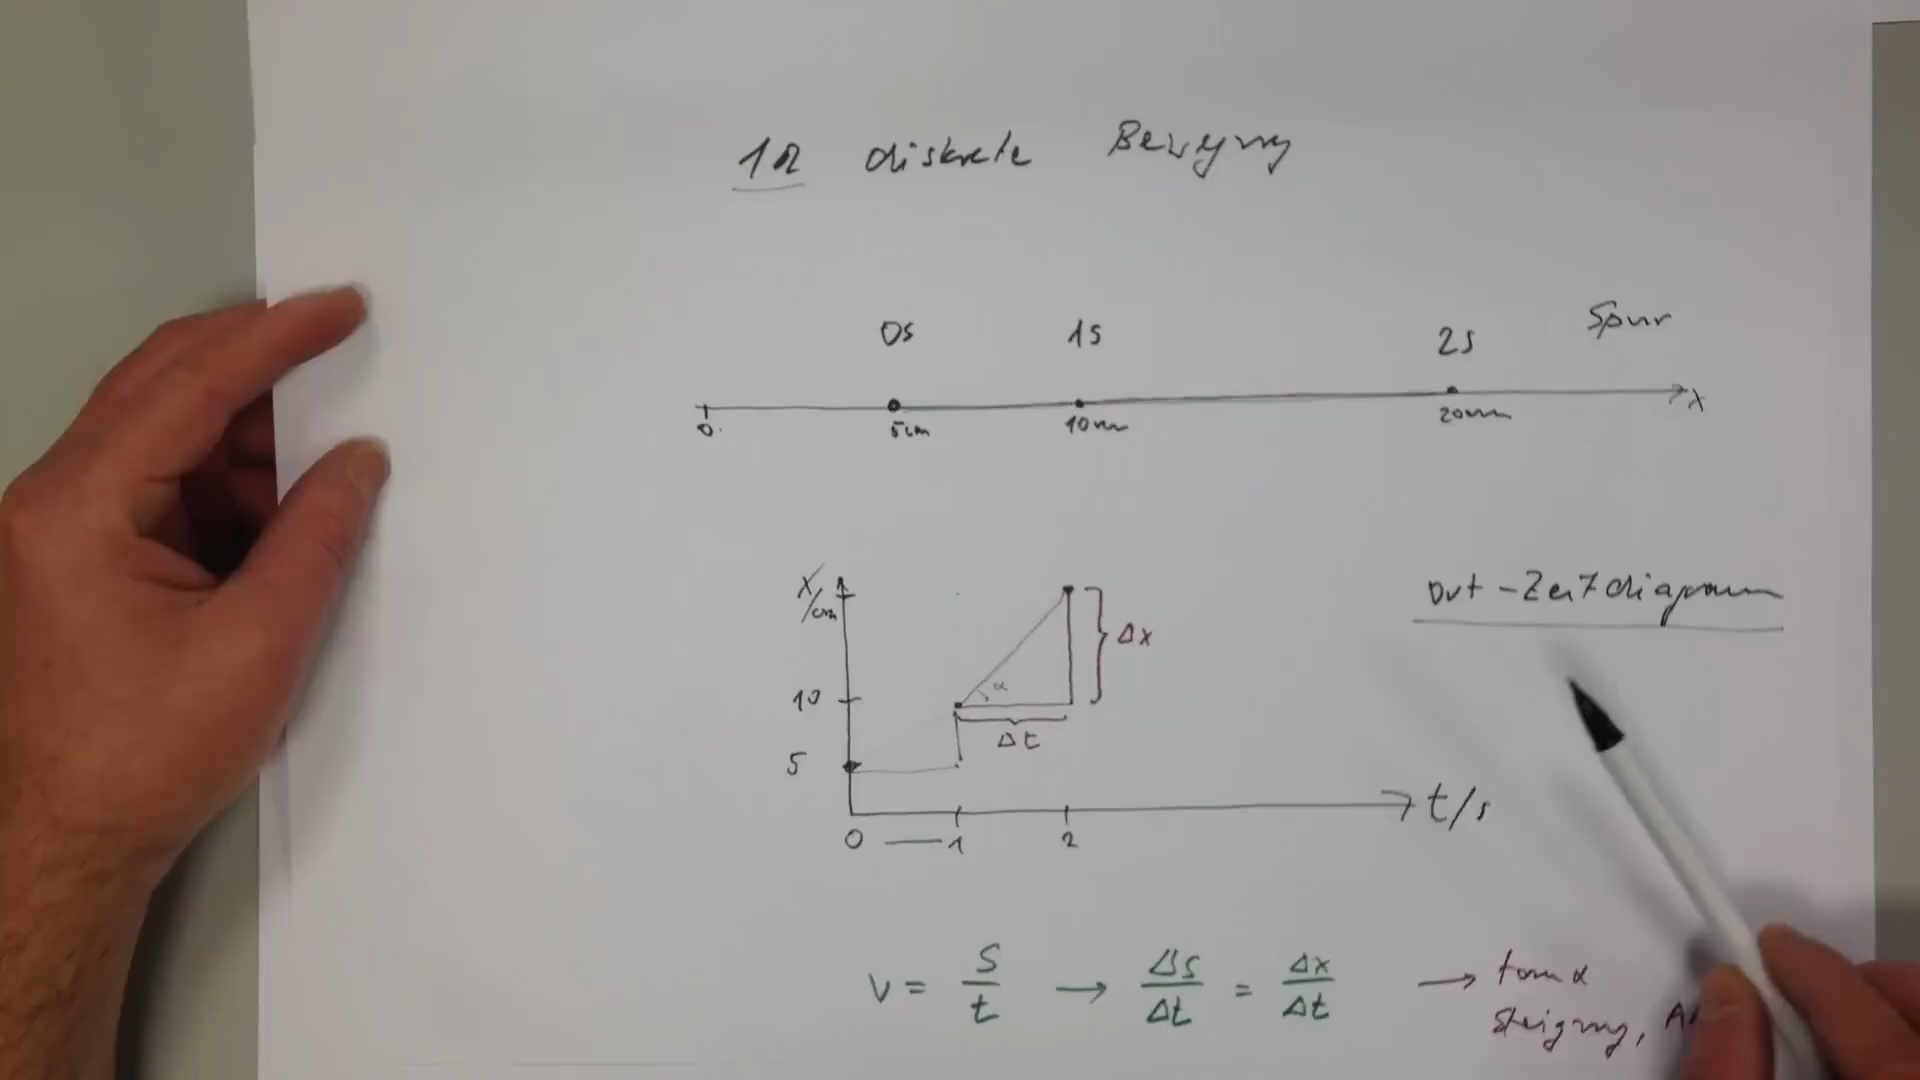 1D diskrete Bewegung
0s 1s 2s Spur
0 5cm 10cm 20cm x
x/cm
Ort-Zeitdiagramm
Δx
α
10
Δt
5
t/s
0 1 2
v = s/t → Δs/Δt = Δx/Δt → tan α
Steigung,